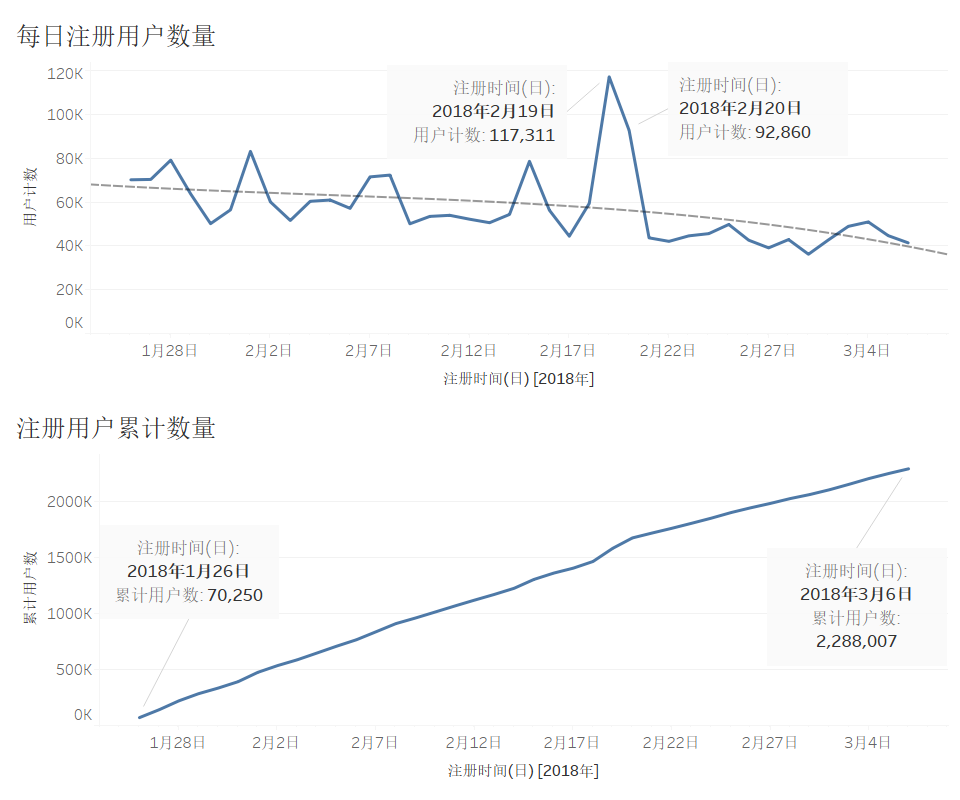 每日注册用户数量
120K
100K
80K
60K
40K
20K
0K
用户计数
注册时间(日):
2018年2月19日
用户计数: 117,311
注册时间(日):
2018年2月20日
用户计数: 92,860
1月28日
2月2日
2月7日
2月12日
2月17日
2月22日
2月27日
3月4日
注册时间(日) [2018年]
注册用户累计数量
2000K
1500K
1000K
500K
0K
累计用户数
注册时间(日):
2018年1月26日
累计用户数: 70,250
注册时间(日):
2018年3月6日
累计用户数:
2,288,007
1月28日
2月2日
2月7日
2月12日
2月17日
2月22日
2月27日
3月4日
注册时间(日) [2018年]